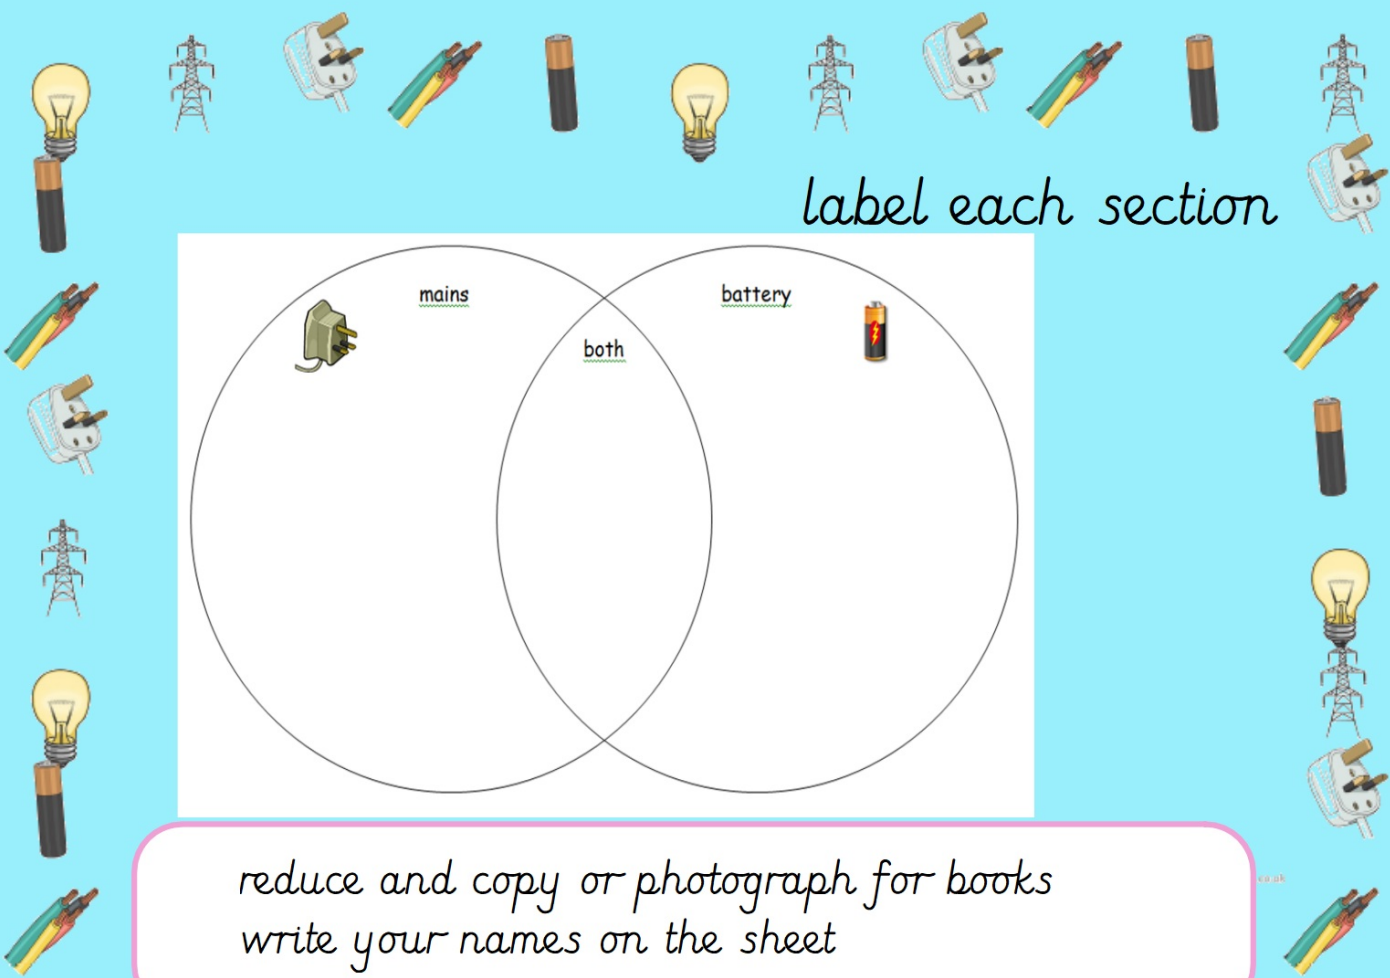 label each section
mains
battery
both
reduce and copy or photograph for books
write your names on the sheet